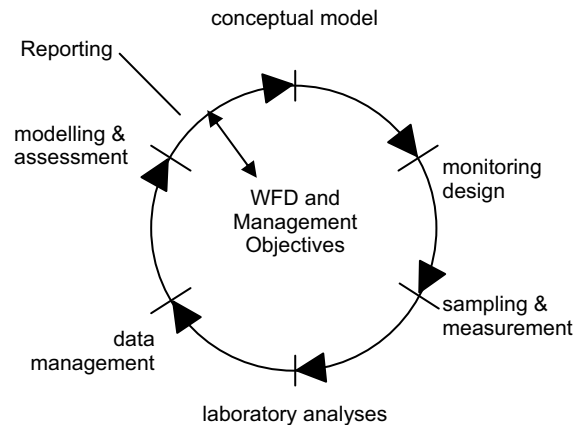 conceptual model
Reporting
modelling &
assessment
monitoring
design
WFD and
Management
Objectives
sampling &
measurement
data
management
laboratory analyses